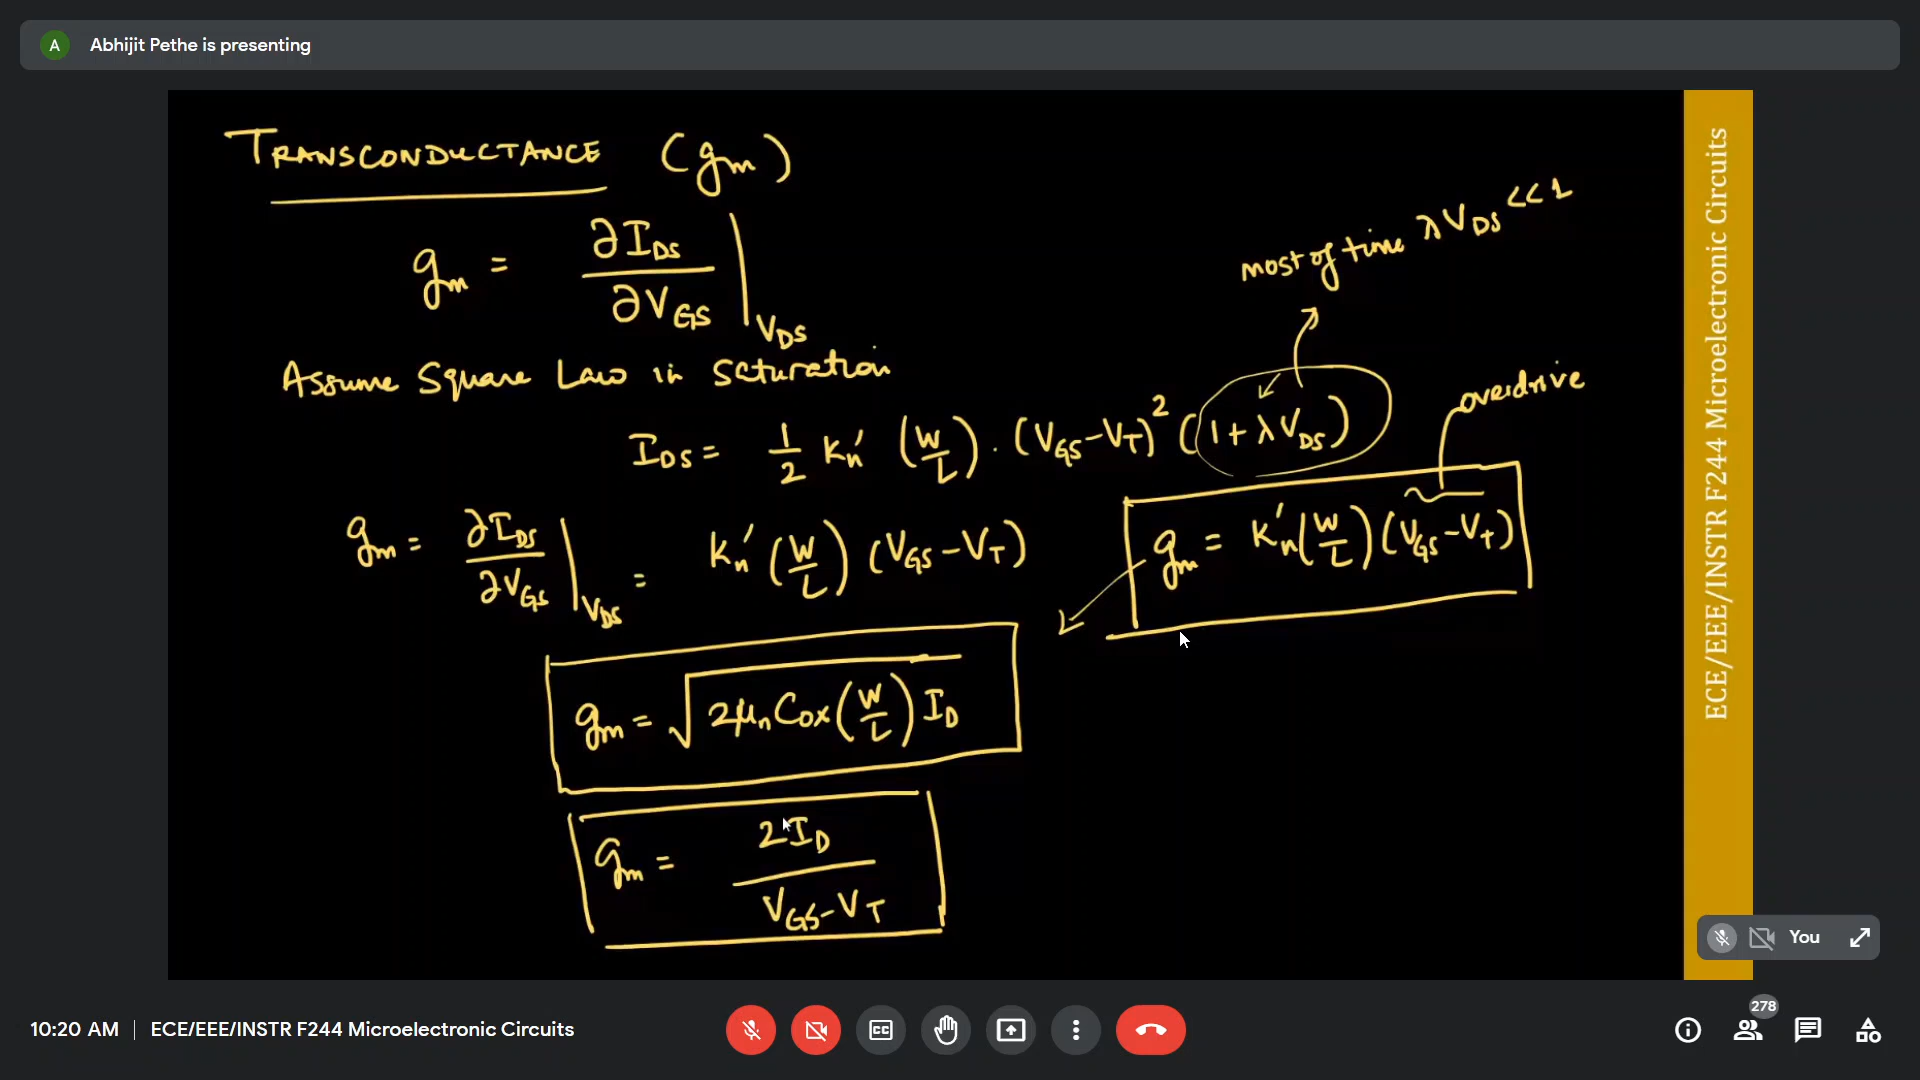 A Abhijit Pethe is presenting
TRANSCONDUCTANCE (gm)
gm = ∂IDS / ∂VGS | VDS
most of time λVDS << 1
Assume Square Law in Saturation
overdrive
IDS = 1/2 kn' (W/L) · (VGS-VT)² (1+λVDS)
gm = ∂IDS / ∂VGS | VDS = kn' (W/L) (VGS-VT)
gm = kn' (W/L) (VGS-VT)
gm = √ 2μnCox (W/L) ID
gm = 2ID / VGS-VT
ECE/EEE/INSTR F244 Microelectronic Circuits
You
10:20 AM | ECE/EEE/INSTR F244 Microelectronic Circuits
CC
278